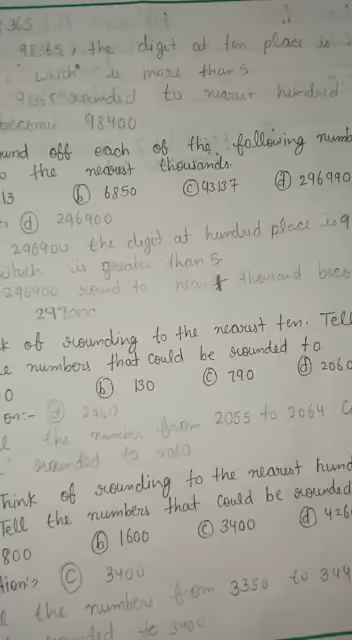 365
98365, the digit at ten place is
which is more than 5.
rounded to nearest hundred
become 98400.
und off each of the following numb
o the nearest thousands.
13 (b) 6850 (c) 43137 (d) 296990
(d) 296900
296900 the digit at hundred place is 9
which is greater than 5.
296900 round to thousand beco
k of rounding to the nearest ten. Tell
e numbers that could be rounded to
0 (b) 130 (c) 790 (d) 2060
on:- (d) 2060
the number from 2055 to 2064 c
rounded to 2060
Think of rounding to the nearest hund
Tell the numbers that could be rounded
800 (b) 1600 (c) 3400 (d) 426
tion:> (c) 3400
the numbers from 3350 to 344
to 3400